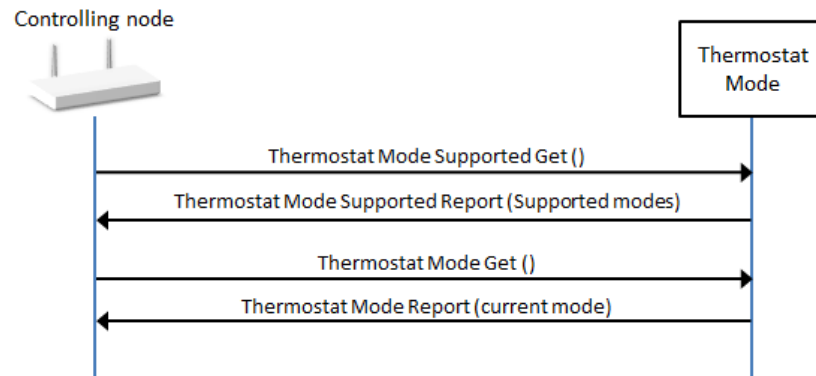 Controlling node
Thermostat
Mode
Thermostat Mode Supported Get ()
Thermostat Mode Supported Report (Supported modes)
Thermostat Mode Get ()
Thermostat Mode Report (current mode)